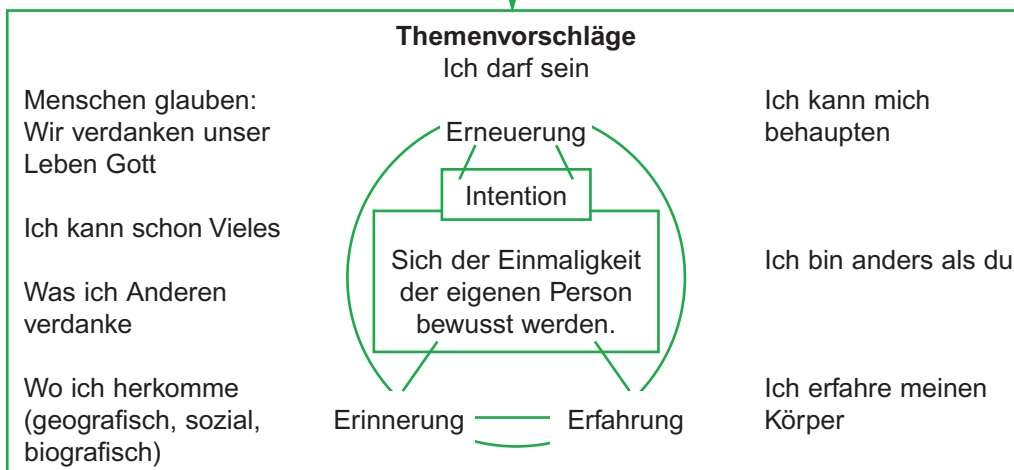 Themenvorschläge
Ich darf sein
Menschen glauben:
Wir verdanken unser
Leben Gott
Ich kann schon Vieles
Was ich Anderen
verdanke
Wo ich herkomme
(geografisch, sozial,
biografisch)
Erneuerung
Intention
Sich der Einmaligkeit
der eigenen Person
bewusst werden.
Erinnerung
Erfahrung
Ich kann mich
behaupten
Ich bin anders als du
Ich erfahre meinen
Körper